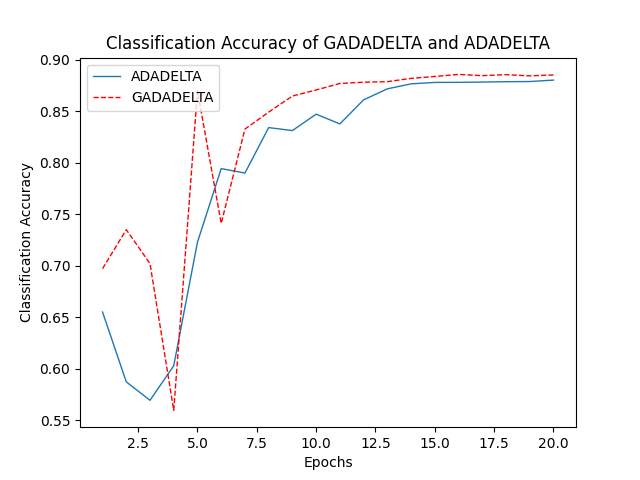 Classification Accuracy of GADADELTA and ADADELTA
ADADELTA
GADADELTA
Classification Accuracy
0.90
0.85
0.80
0.75
0.70
0.65
0.60
0.55
2.5 5.0 7.5 10.0 12.5 15.0 17.5 20.0
Epochs